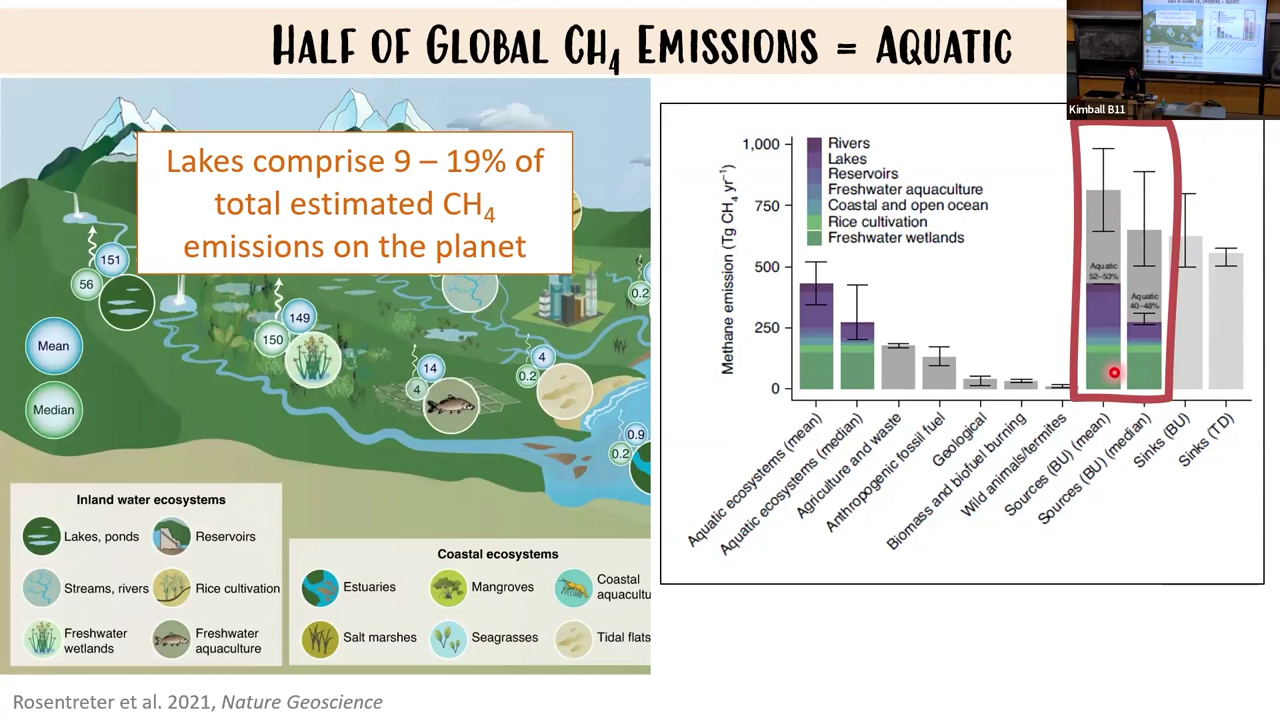 HALF OF GLOBAL CH4 EMISSIONS = AQUATIC
Kimball B11
Lakes comprise 9 – 19% of
total estimated CH4
emissions on the planet
151
56
149
150
14
4
4
0.2
0.2
0.9
0.2
Mean
Median
Inland water ecosystems
Lakes, ponds
Reservoirs
Streams, rivers
Rice cultivation
Freshwater
wetlands
Freshwater
aquaculture
Coastal ecosystems
Estuaries
Mangroves
Coastal
aquacultu
Salt marshes
Seagrasses
Tidal flats
Methane emission (Tg CH4 yr−1)
1,000
750
500
250
0
Rivers
Lakes
Reservoirs
Freshwater aquaculture
Coastal and open ocean
Rice cultivation
Freshwater wetlands
Aquatic
52–53%
Aquatic
40–48%
Aquatic ecosystems (mean)
Aquatic ecosystems (median)
Agriculture and waste
Anthropogenic fossil fuel
Geological
Biomass and biofuel burning
Wild animals/termites
Sources (BU) (mean)
Sources (BU) (median)
Sinks (BU)
Sinks (TD)
Rosentreter et al. 2021, Nature Geoscience